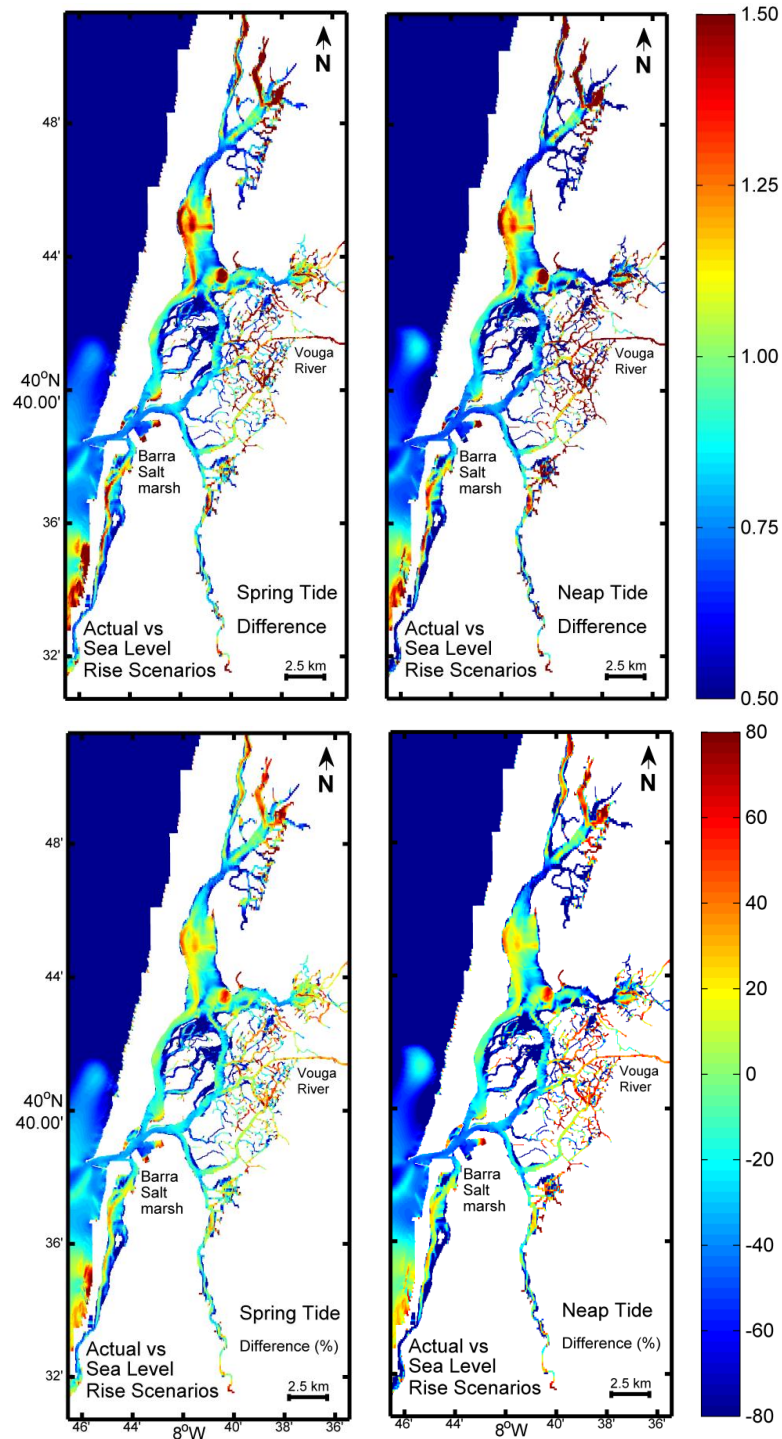 N
48'
44'
40°N
40.00'
36'
32'
Vouga
River
Barra
Salt
marsh
Spring Tide
Difference
Actual vs
Sea Level
Rise Scenarios
2.5 km
N
Vouga
River
Barra
Salt
marsh
Neap Tide
Difference
Actual vs
Sea Level
Rise Scenarios
2.5 km
1.50
1.00
0.75
0.50
N
48'
44'
40°N
40.00'
36'
32'
Vouga
River
Barra
Salt
marsh
Spring Tide
Difference (%)
Actual vs
Sea Level
Rise Scenarios
2.5 km
46' 44' 8°W 40' 38'
N
Vouga
River
Barra
Salt
marsh
Neap Tide
Difference (%)
Actual vs
Sea Level
Rise Scenarios
2.5 km
46' 44' 8°W 40' 38'
80
60
40
20
0
-20
-40
-60
-80